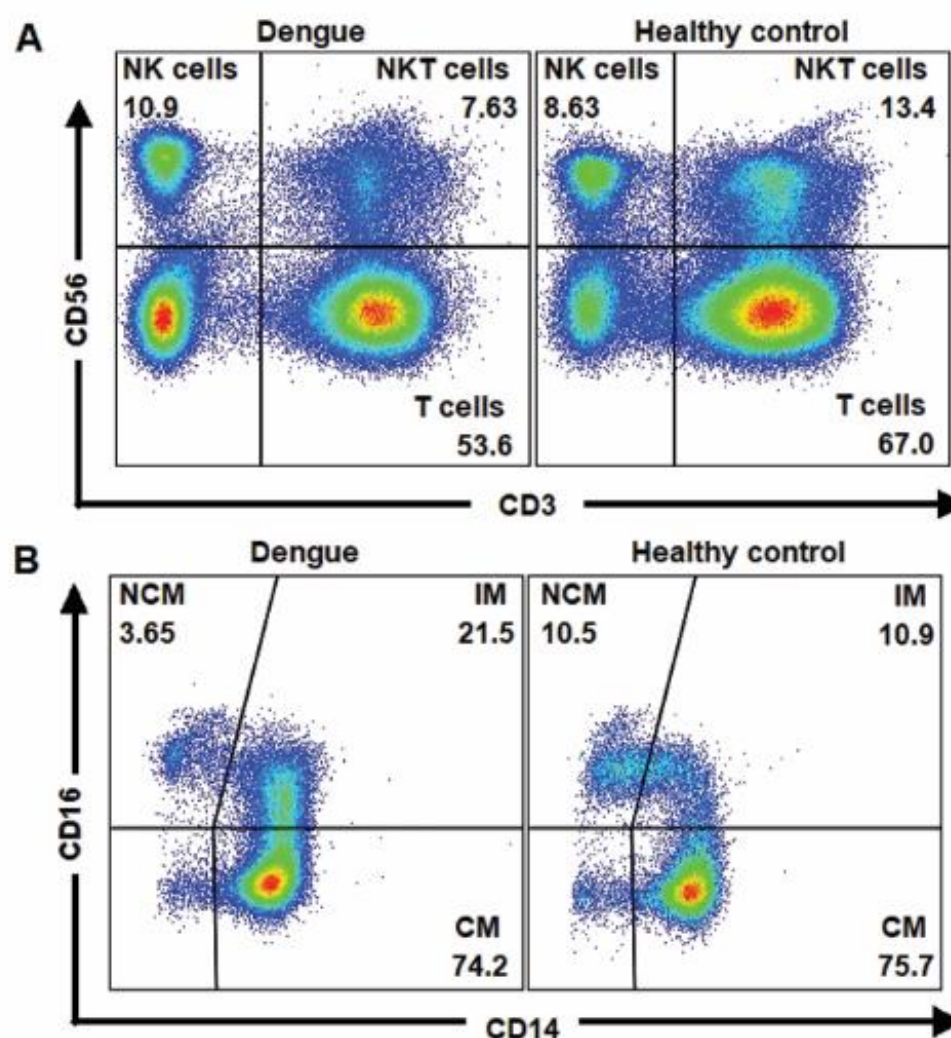 A
Dengue
Healthy control
NK cells
10.9
NKT cells
7.63
NK cells
8.63
NKT cells
13.4
CD56
T cells
53.6
T cells
67.0
CD3
B
Dengue
Healthy control
NCM
3.65
IM
21.5
NCM
10.5
IM
10.9
CD16
CM
74.2
CM
75.7
CD14